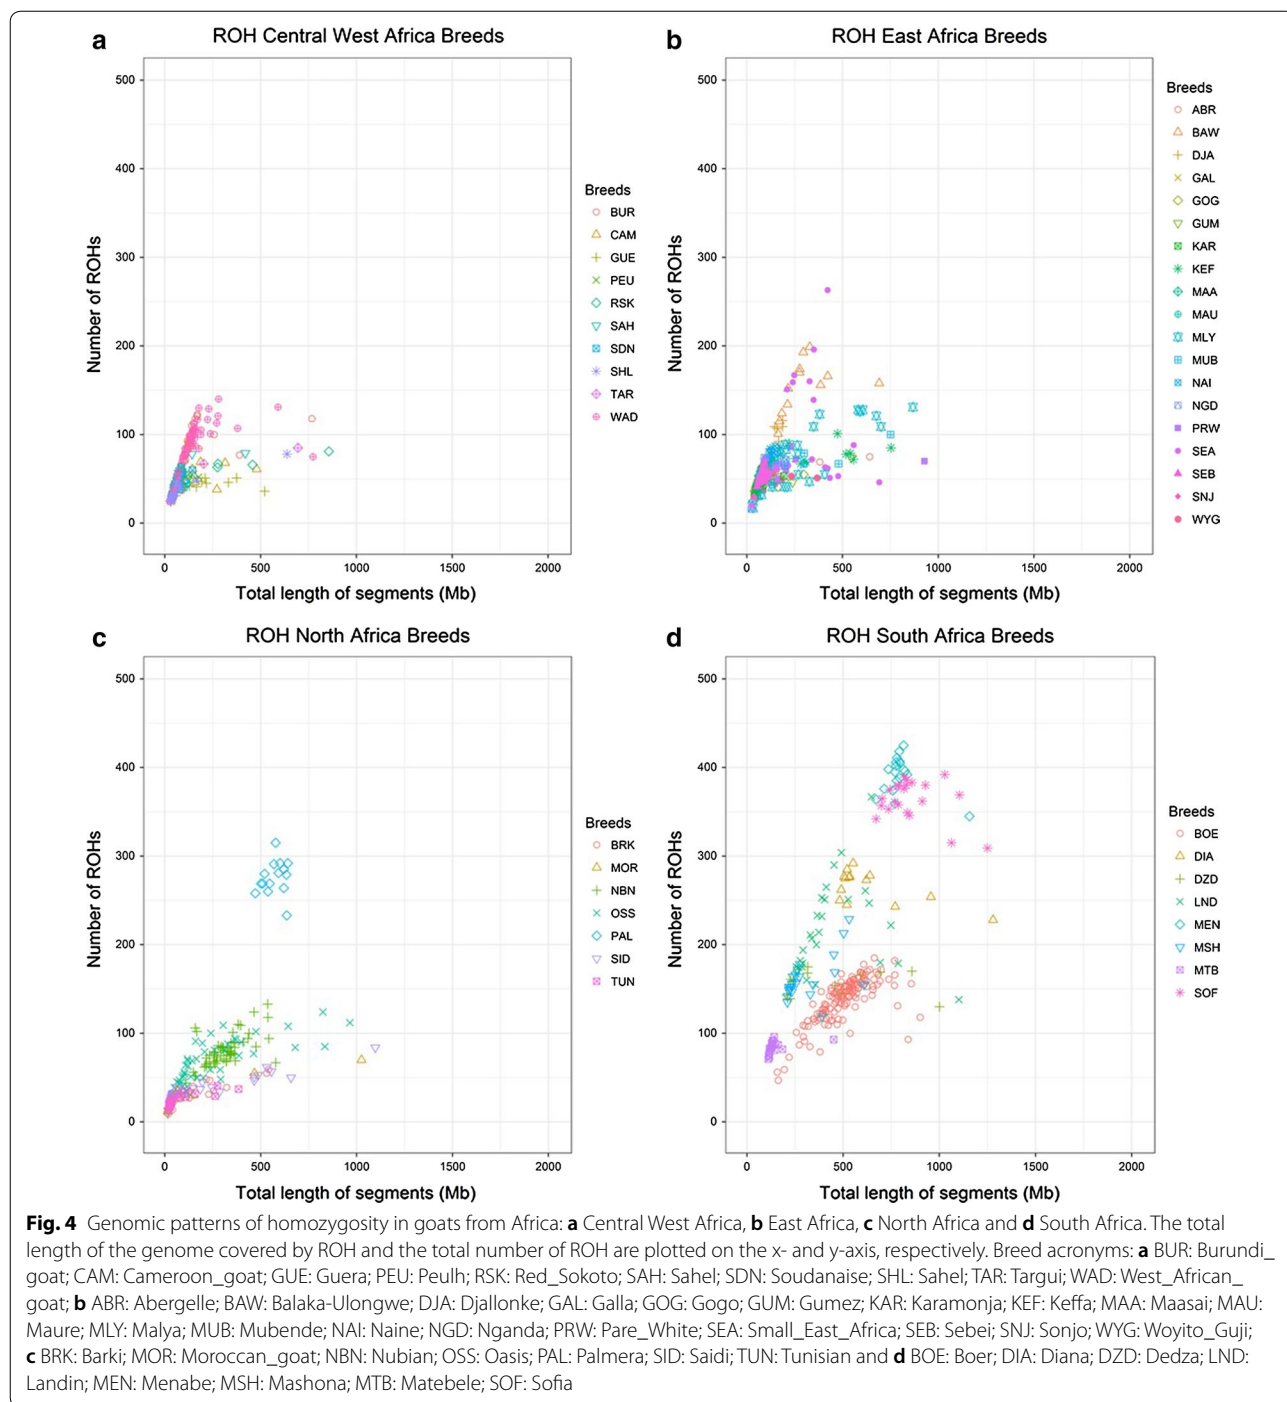 a
ROH Central West Africa Breeds
500
400
300
200
100
0
Number of ROHs
0
500
1000
1500
2000
Total length of segments (Mb)
Breeds
BUR
CAM
GUE
PEU
RSK
SAH
SDN
SHL
TAR
WAD
b
ROH East Africa Breeds
500
400
300
200
100
0
Number of ROHs
0
500
1000
1500
2000
Total length of segments (Mb)
Breeds
ABR
BAW
DJA
GAL
GOG
GUM
KAR
KEF
MAA
MAU
MLY
MUB
NAI
NGD
PRW
SEA
SEB
SNJ
WYG
c
ROH North Africa Breeds
500
400
300
200
100
0
Number of ROHs
0
500
1000
1500
2000
Total length of segments (Mb)
Breeds
BRK
MOR
NBN
OSS
PAL
SID
TUN
d
ROH South Africa Breeds
500
400
300
200
100
0
Number of ROHs
0
500
1000
1500
2000
Total length of segments (Mb)
Breeds
BOE
DIA
DZD
LND
MEN
MSH
MTB
SOF
Fig. 4 Genomic patterns of homozygosity in goats from Africa: a Central West Africa, b East Africa, c North Africa and d South Africa. The total
length of the genome covered by ROH and the total number of ROH are plotted on the x- and y-axis, respectively. Breed acronyms: a BUR: Burundi_
goat; CAM: Cameroon_goat; GUE: Guera; PEU: Peulh; RSK: Red_Sokoto; SAH: Sahel; SDN: Soudanaise; SHL: Sahel; TAR: Targui; WAD: West_African_
goat; b ABR: Abergelle; BAW: Balaka-Ulongwe; DJA: Djallonke; GAL: Galla; GOG: Gogo; GUM: Gumez; KAR: Karamonja; KEF: Keffa; MAA: Maasai; MAU:
Maure; MLY: Malya; MUB: Mubende; NAI: Naine; NGD: Nganda; PRW: Pare_White; SEA: Small_East_Africa; SEB: Sebei; SNJ: Sonjo; WYG: Woyito_Guji;
c BRK: Barki; MOR: Moroccan_goat; NBN: Nubian; OSS: Oasis; PAL: Palmera; SID: Saidi; TUN: Tunisian and d BOE: Boer; DIA: Diana; DZD: Dedza; LND:
Landin; MEN: Menabe; MSH: Mashona; MTB: Matebele; SOF: Sofia